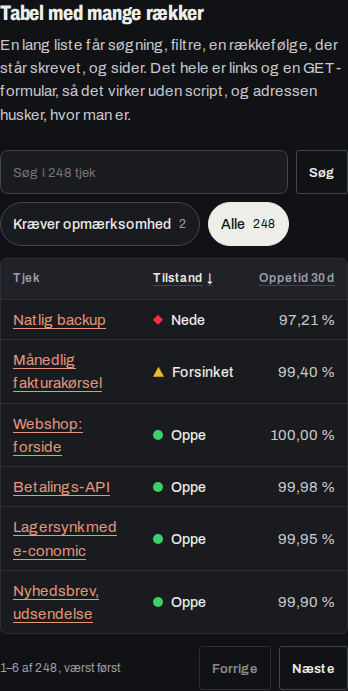 Tabel med mange rækker
En lang liste får søgning, filtre, en rækkefølge, der
står skrevet, og sider. Det hele er links og en GET-
formular, så det virker uden script, og adressen
husker, hvor man er.
Søg i 248 tjek
Søg
Kræver opmærksomhed 2
Alle 248
Tjek Tilstand ↓ Oppetid 30 d
Natlig backup Nede 97,21 %
Månedlig
fakturakørsel Forsinket 99,40 %
Webshop:
forside Oppe 100,00 %
Betalings-API Oppe 99,98 %
Lagersynk med
e-conomic Oppe 99,95 %
Nyhedsbrev,
udsendelse Oppe 99,90 %
1–6 af 248, værst først
Forrige
Næste